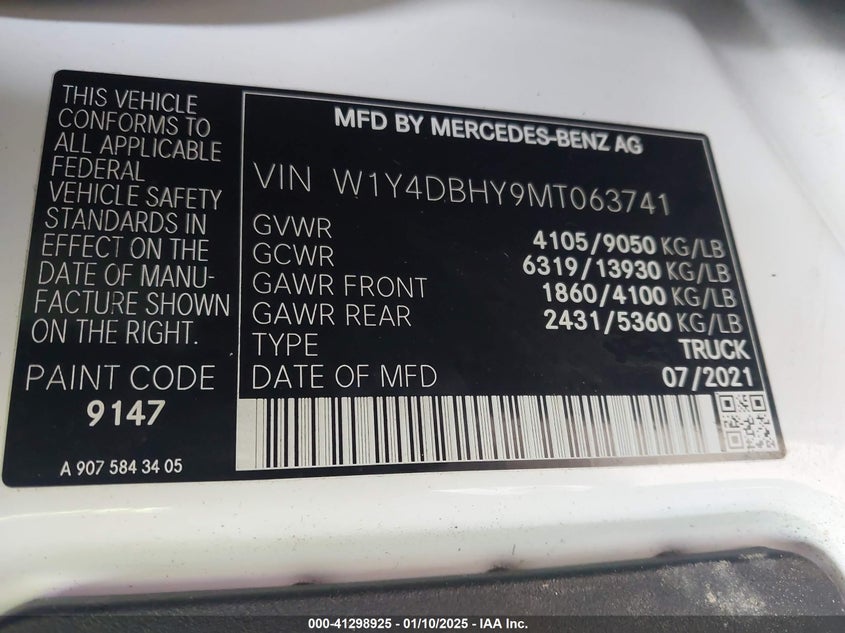 THIS VEHICLE
CONFORMS TO
ALL APPLICABLE
FEDERAL
VEHICLE SAFETY
STANDARDS IN
EFFECT ON THE
DATE OF MANU-
FACTURE SHOWN
ON THE RIGHT.
PAINT CODE
9147
A 907 584 34 05
MFD BY MERCEDES-BENZ AG
VIN W1Y4DBHY9MT063741
GVWR 4105/9050 KG/LB
GCWR 6319/13930 KG/LB
GAWR FRONT 1860/4100 KG/LB
GAWR REAR 2431/5360 KG/LB
TYPE TRUCK
DATE OF MFD 07/2021
000-41298925 - 01/10/2025 - IAA Inc.